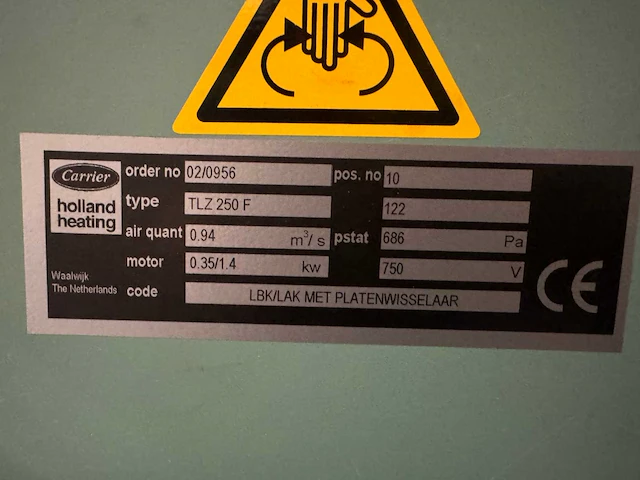 Carrier
holland
heating
Waalwijk
The Netherlands
order no 02/0956 pos. no 10
type TLZ 250 F 122
air quant 0.94 m³/s pstat 686 Pa
motor 0.35/1.4 kw 750 V
code LBK/LAK MET PLATENWISSELAAR
CE